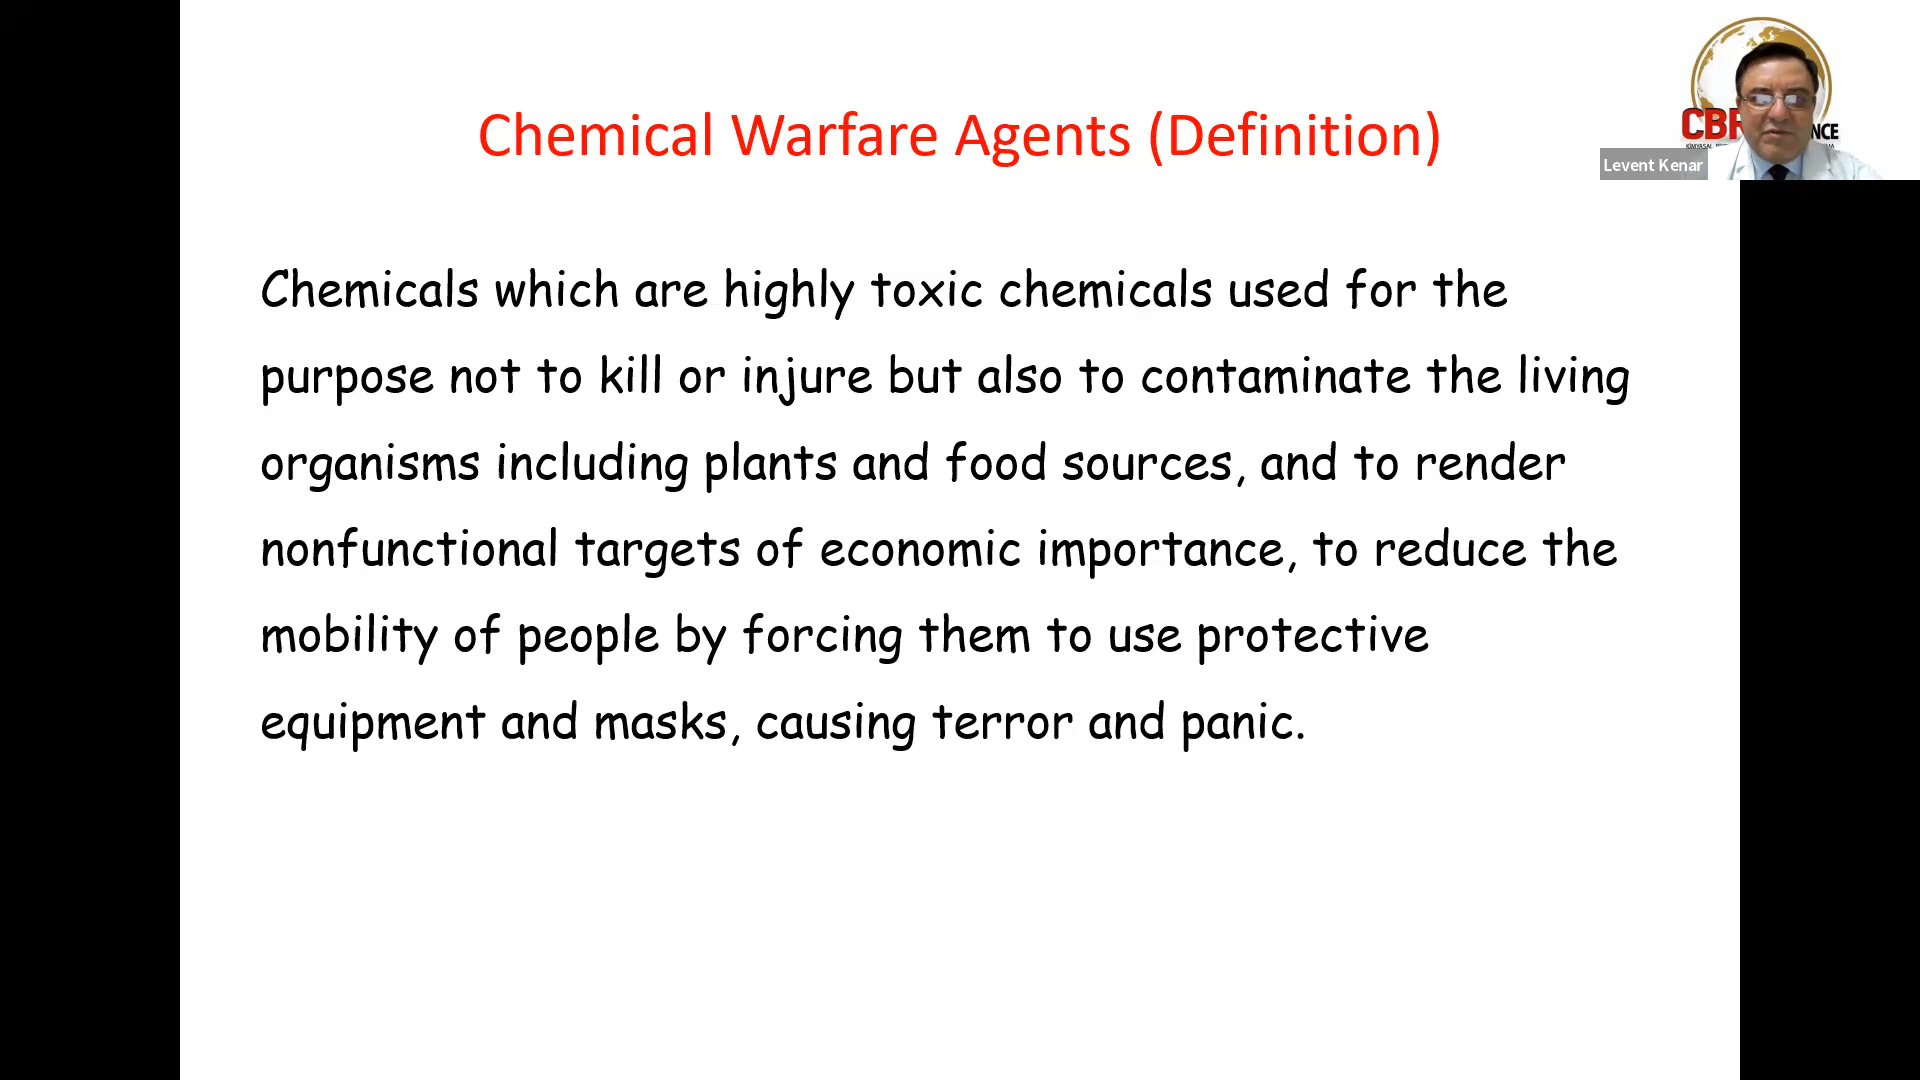 Chemical Warfare Agents (Definition)
Levent Kenar
Chemicals which are highly toxic chemicals used for the
purpose not to kill or injure but also to contaminate the living
organisms including plants and food sources, and to render
nonfunctional targets of economic importance, to reduce the
mobility of people by forcing them to use protective
equipment and masks, causing terror and panic.